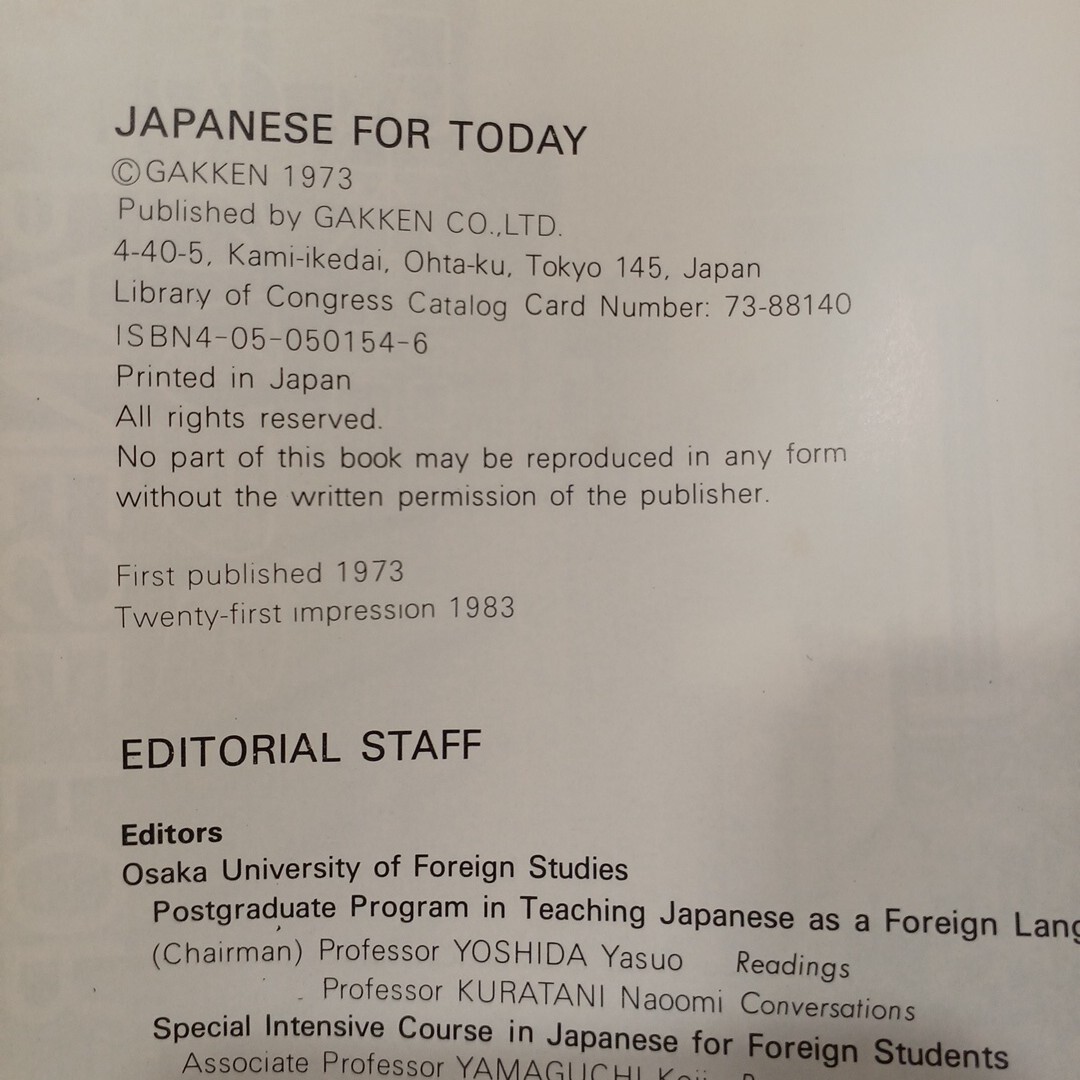 JAPANESE FOR TODAY
©GAKKEN 1973
Published by GAKKEN CO.,LTD.
4-40-5, Kami-ikedai, Ohta-ku, Tokyo 145, Japan
Library of Congress Catalog Card Number: 73-88140
ISBN4-05-050154-6
Printed in Japan
All rights reserved.
No part of this book may be reproduced in any form
without the written permission of the publisher.
First published 1973
Twenty-first impression 1983
EDITORIAL STAFF
Editors
Osaka University of Foreign Studies
Postgraduate Program in Teaching Japanese as a Foreign Lang
(Chairman) Professor YOSHIDA Yasuo Readings
Professor KURATANI Naoomi Conversations
Special Intensive Course in Japanese for Foreign Students
Associate Professor YAMAGUCHI